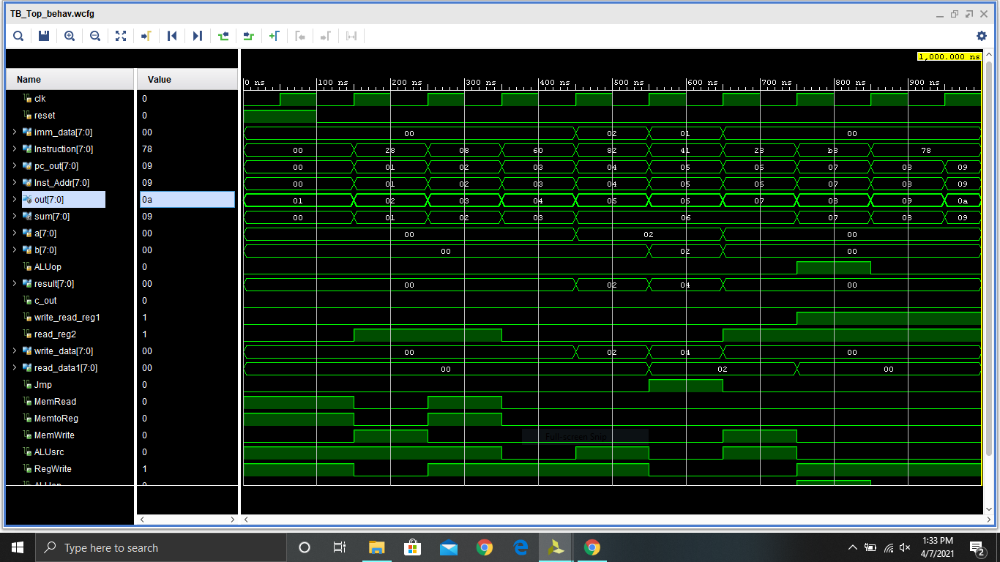 TB_Top_behav.wcfg
1,000.000 ns
Name Value
0 ns 100 ns 200 ns 300 ns 400 ns 500 ns 600 ns 700 ns 800 ns 900 ns
clk 0
reset 0
imm_data[7:0] 00 00 02 01 00
Instruction[7:0] 78 00 28 08 60 82 41 23 b8 78
pc_out[7:0] 09 00 01 02 03 04 05 06 07 08 09
Inst_Addr[7:0] 09 00 01 02 03 04 05 06 07 08 09
out[7:0] 0a 01 02 03 04 05 06 07 08 09 0a
sum[7:0] 09 00 01 02 03 06 07 08 09
a[7:0] 00 00 02 00
b[7:0] 00 00 02 00
ALUop 0
result[7:0] 00 00 02 04 00
c_out 0
write_read_reg1 1
read_reg2 1
write_data[7:0] 00 00 02 04 00
read_data1[7:0] 00 00 02 00
Jmp 0
MemRead 0
MemtoReg 0
MemWrite 0 Full-screen Snip
ALUsrc 0
RegWrite 1
ALUop 0
Type here to search
1:33 PM
4/7/2021
2